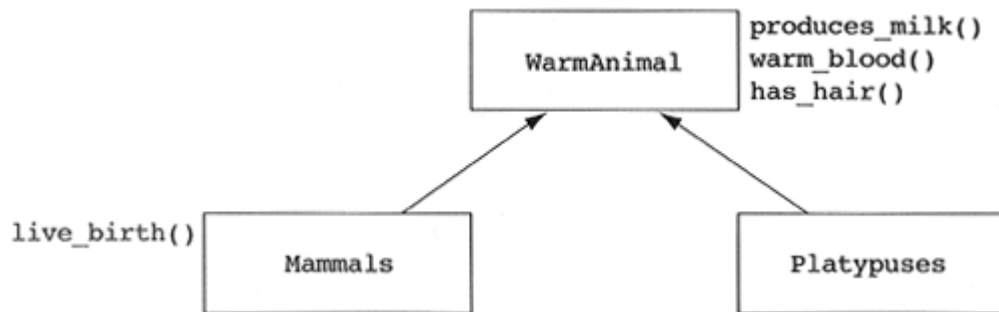 WarmAnimal
produces_milk()
warm_blood()
has_hair()
live_birth()
Mammals
Platypuses